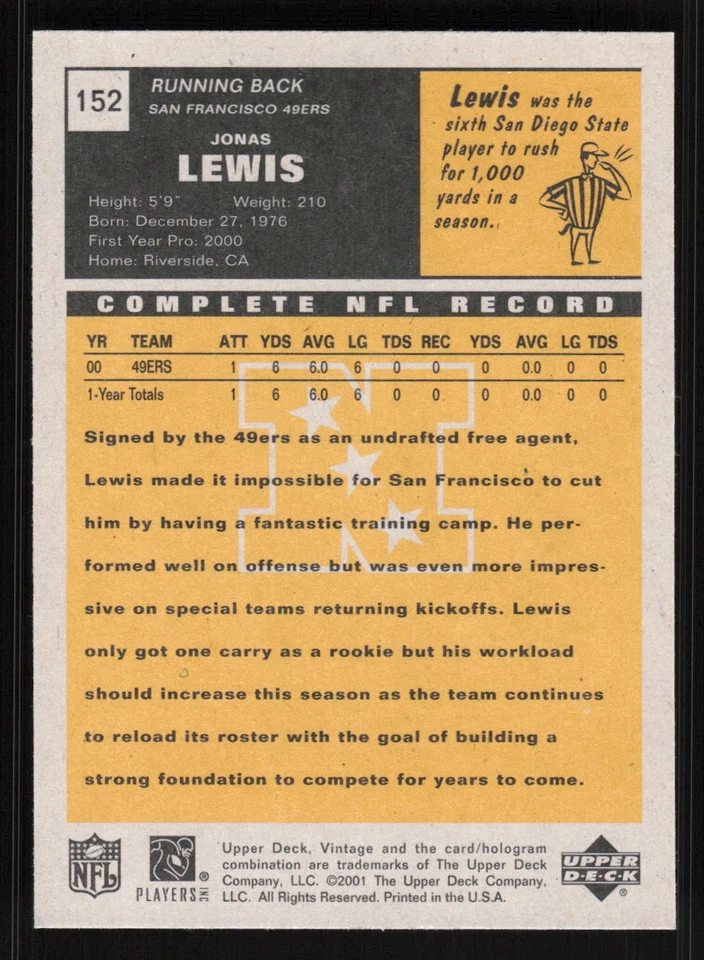 152
RUNNING BACK
SAN FRANCISCO 49ERS
JONAS
LEWIS
Height: 5'9" Weight: 210
Born: December 27, 1976
First Year Pro: 2000
Home: Riverside, CA
Lewis was the
sixth San Diego State
player to rush
for 1,000
yards in a
season.
COMPLETE NFL RECORD
YR TEAM ATT YDS AVG LG TDS REC YDS AVG LG TDS
00 49ERS 1 6 6.0 6 0 0 0 0.0 0 0
1-Year Totals 1 6 6.0 6 0 0 0 0.0 0 0
Signed by the 49ers as an undrafted free agent,
Lewis made it impossible for San Francisco to cut
him by having a fantastic training camp. He per-
formed well on offense but was even more impres-
sive on special teams returning kickoffs. Lewis
only got one carry as a rookie but his workload
should increase this season as the team continues
to reload its roster with the goal of building a
strong foundation to compete for years to come.
NFL
PLAYERS INC ®
Upper Deck, Vintage and the card/hologram
combination are trademarks of The Upper Deck
Company, LLC. ©2001 The Upper Deck Company,
LLC. All Rights Reserved. Printed in the U.S.A.
UPPER
D·E·C·K
®